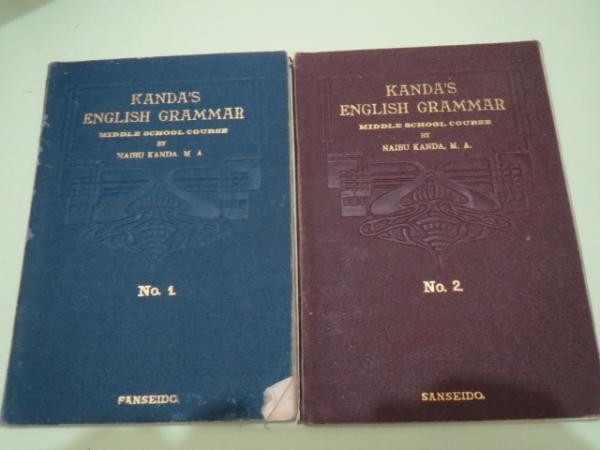 KANDA'S
ENGLISH GRAMMAR
MIDDLE SCHOOL COURSE
BY
NAIBU KANDA, M. A
No. 1.
SANSEIDO.
KANDA'S
ENGLISH GRAMMAR
MIDDLE SCHOOL COURSE
BY
NAIBU KANDA, M. A.
No. 2.
SANSEIDO.